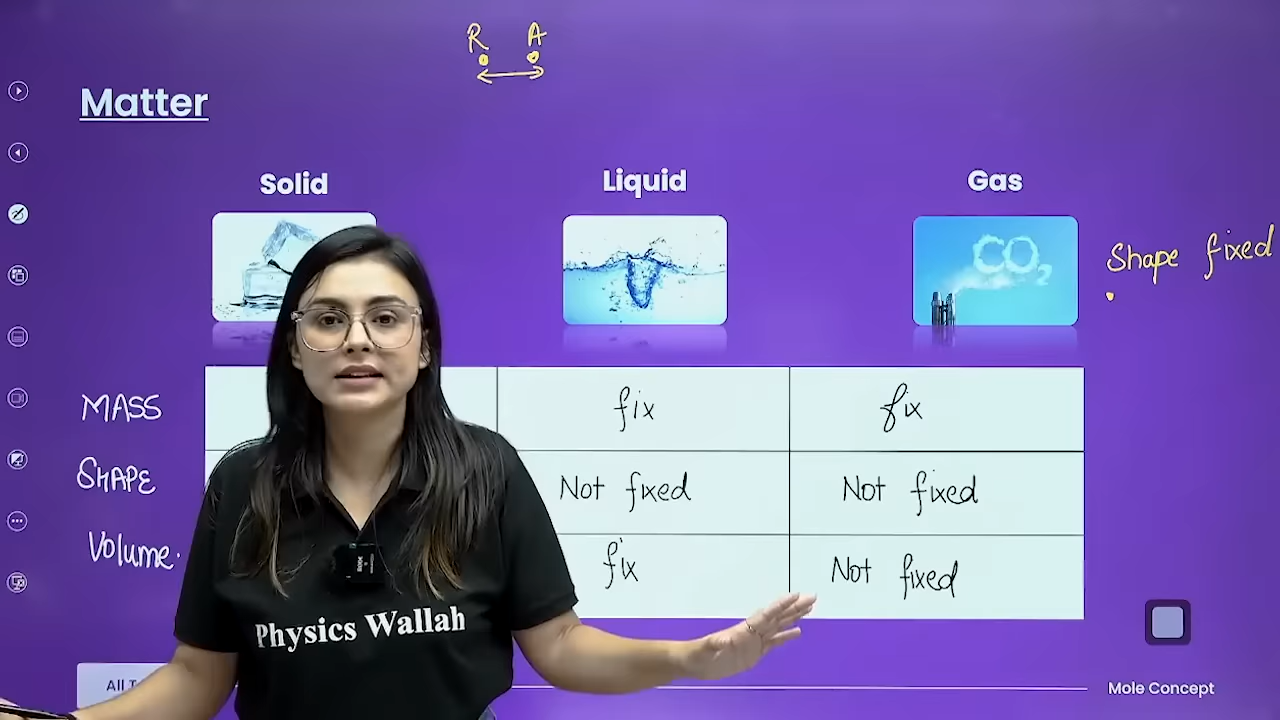 R A
Matter
Solid Liquid Gas
CO2
Shape fixed
MASS fix fix
SHAPE Not fixed Not fixed
Volume. fix Not fixed
Physics Wallah
All
Mole Concept